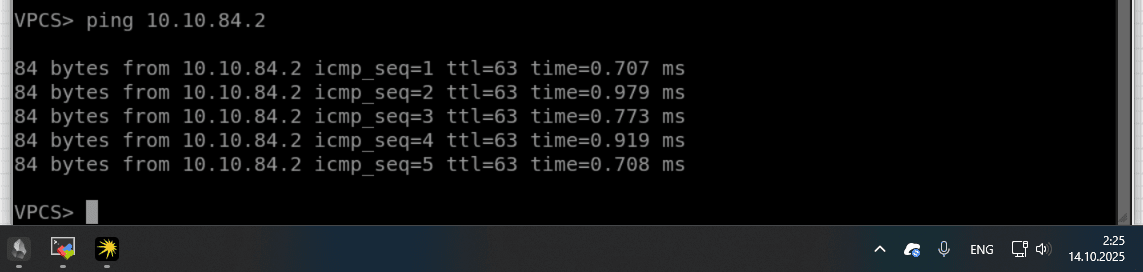 VPCS> ping 10.10.84.2
84 bytes from 10.10.84.2 icmp_seq=1 ttl=63 time=0.707 ms
84 bytes from 10.10.84.2 icmp_seq=2 ttl=63 time=0.979 ms
84 bytes from 10.10.84.2 icmp_seq=3 ttl=63 time=0.773 ms
84 bytes from 10.10.84.2 icmp_seq=4 ttl=63 time=0.919 ms
84 bytes from 10.10.84.2 icmp_seq=5 ttl=63 time=0.708 ms
VPCS>
ENG
2:25
14.10.2025